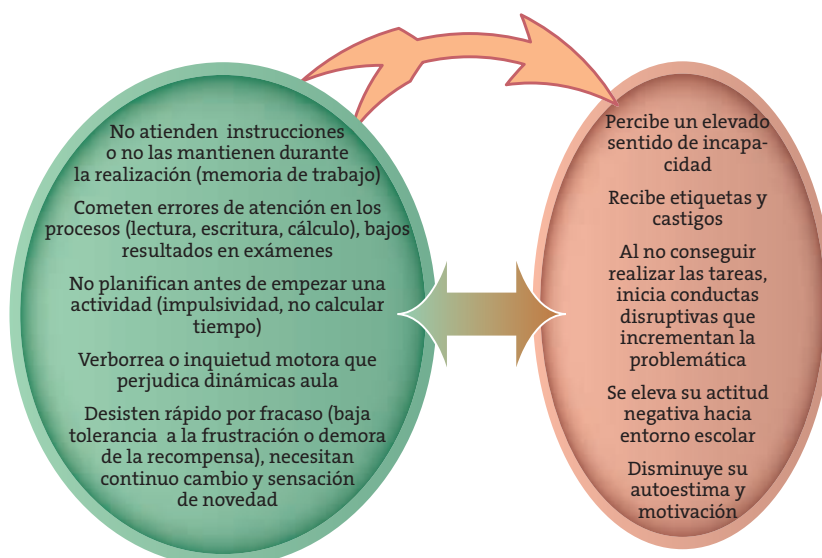 No atienden instrucciones
o no las mantienen durante
la realización (memoria de trabajo)
Cometen errores de atención en los
procesos (lectura, escritura, cálculo), bajos
resultados en exámenes
No planifican antes de empezar una
actividad (impulsividad, no calcular
tiempo)
Verborrea o inquietud motora que
perjudica dinámicas aula
Desisten rápido por fracaso (baja
tolerancia a la frustración o demora
de la recompensa), necesitan
continuo cambio y sensación
de novedad
Percibe un elevado
sentido de incapa-
cidad
Recibe etiquetas y
castigos
Al no conseguir
realizar las tareas,
inicia conductas
disruptivas que
incrementan la
problemática
Se eleva su actitud
negativa hacia
entorno escolar
Disminuye su
autoestima y
motivación